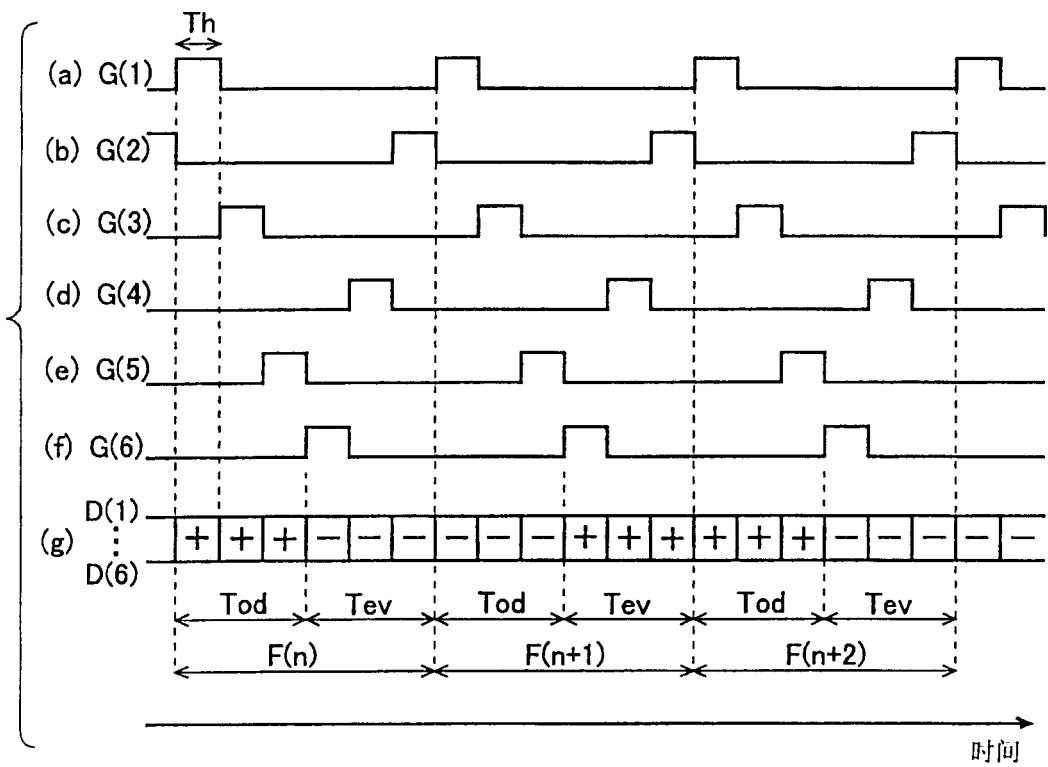 Th
(a) G(1)
(b) G(2)
(c) G(3)
(d) G(4)
(e) G(5)
(f) G(6)
D(1)
(g) ⋮ + + + − − − − − − + + + + + + − − − − −
D(6)
Tod Tev Tod Tev Tod Tev
F(n) F(n+1) F(n+2)
时间